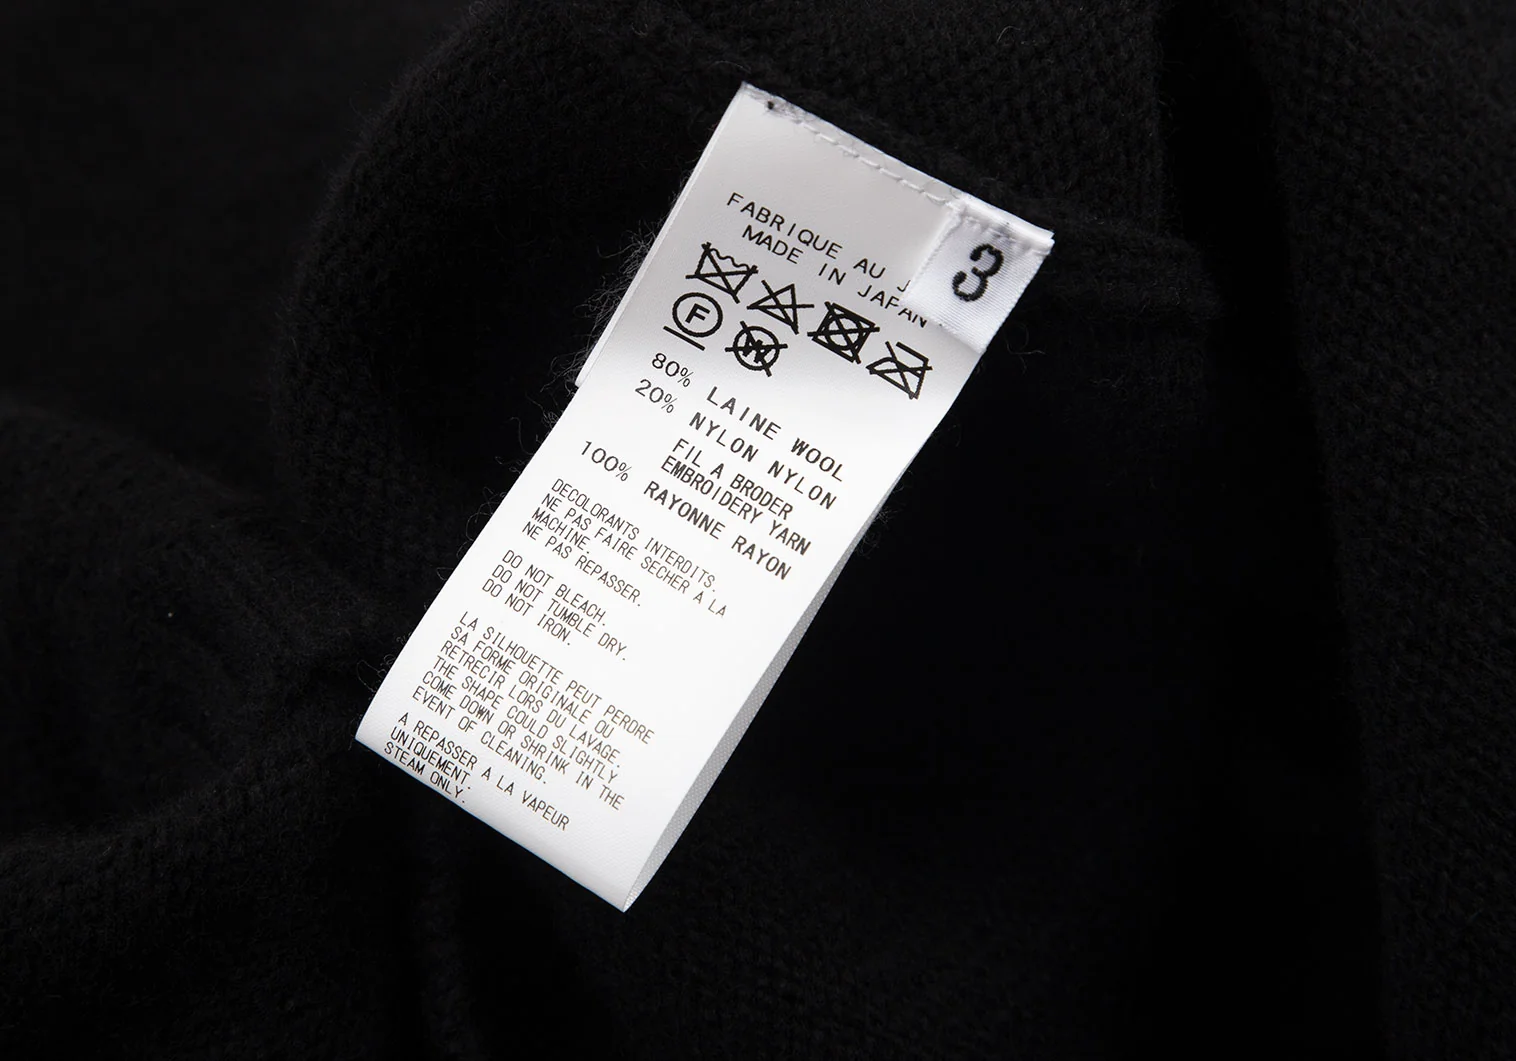 FABRIQUE AU J
MADE IN JAPAN
3
F
W
80% LAINE WOOL
20% NYLON NYLON
FIL A BRODER
EMBROIDERY YARN
100% RAYONNE RAYON
DECOLORANTS INTERDITS.
NE PAS FAIRE SECHER A LA
MACHINE.
NE PAS REPASSER.
DO NOT BLEACH.
DO NOT TUMBLE DRY.
DO NOT IRON.
LA SILHOUETTE PEUT PERDRE
SA FORME ORIGINALE OU
RETRECIR LORS DU LAVAGE.
THE SHAPE COULD SLIGHTLY
COME DOWN OR SHRINK IN THE
EVENT OF CLEANING.
A REPASSER A LA VAPEUR
UNIQUEMENT.
STEAM ONLY.